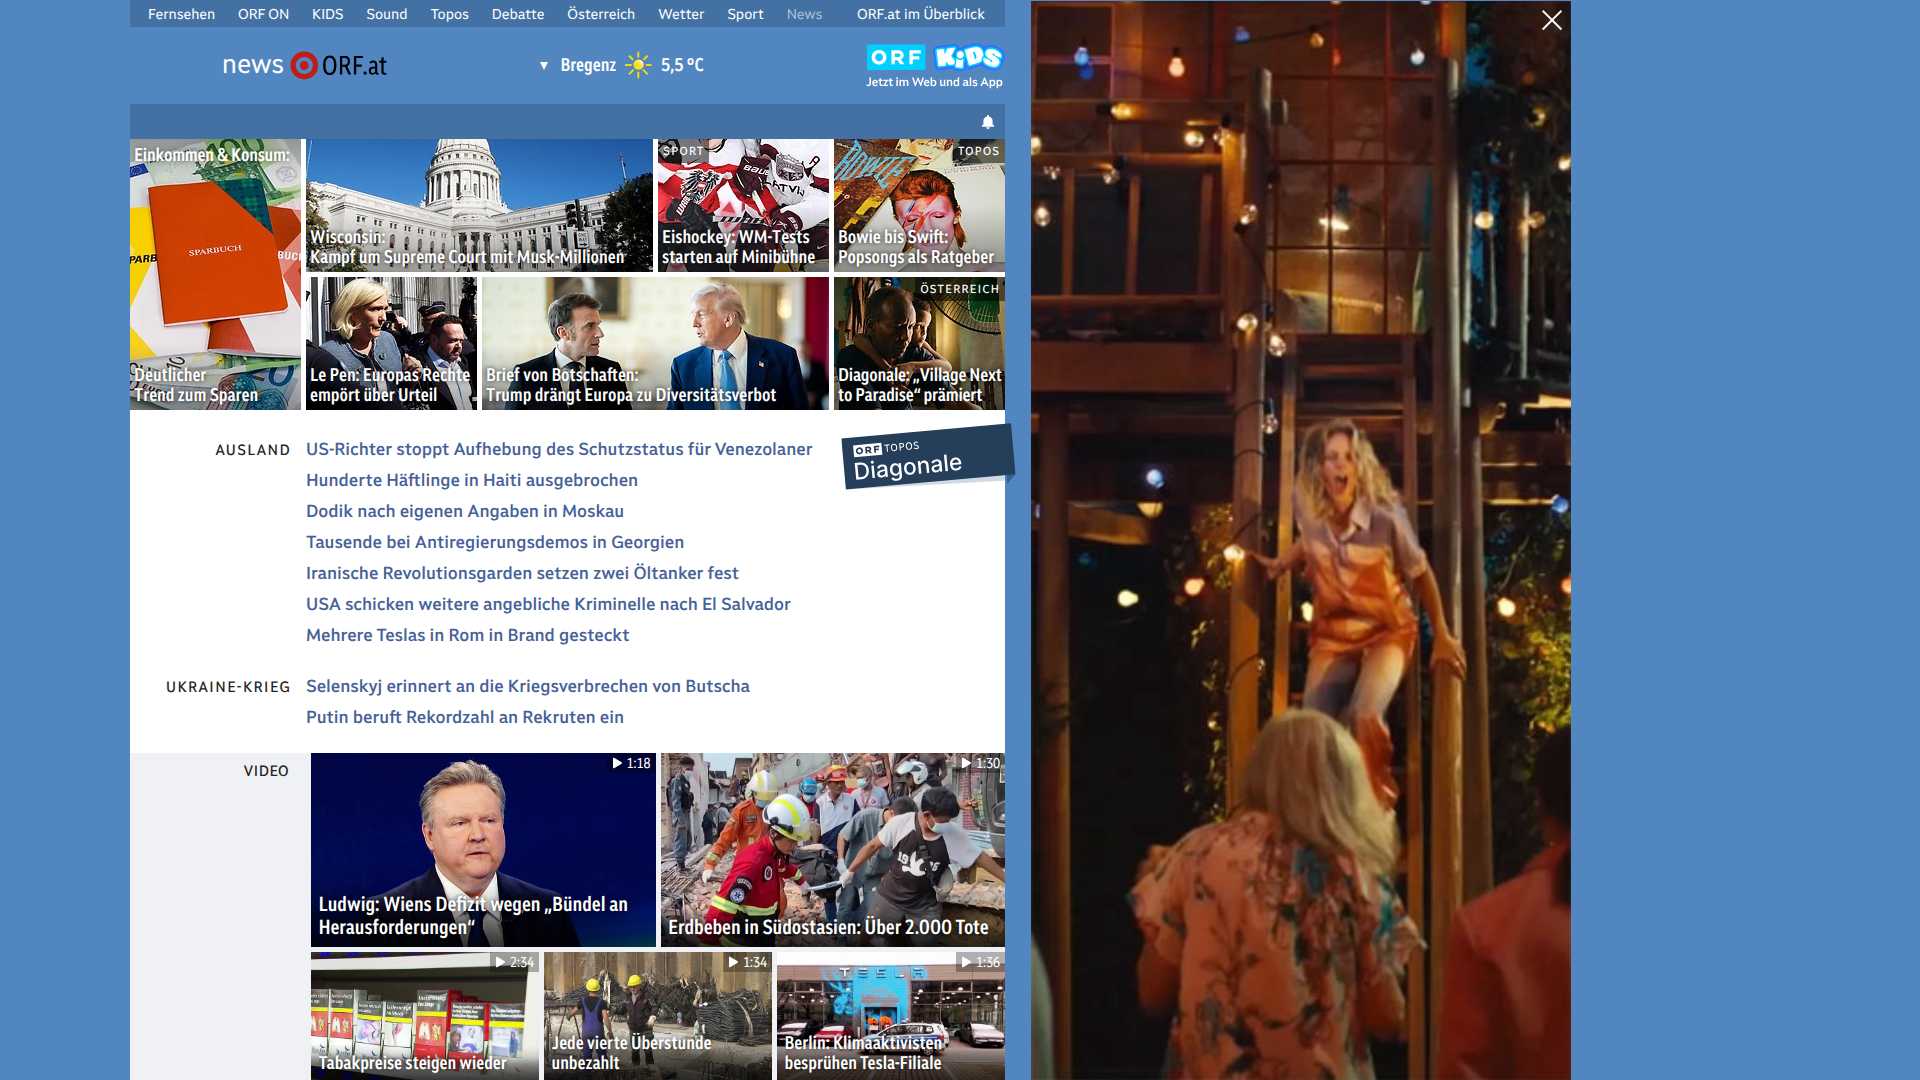 Fernsehen ORF ON KIDS Sound Topos Debatte Österreich Wetter Sport News ORF.at im Überblick
news ORF.at
▼ Bregenz 5,5 °C
ORF KiDS
Jetzt im Web und als App
Einkommen & Konsum:
SPARBUCH
Deutlicher
Trend zum Sparen
Wisconsin:
Kampf um Supreme Court mit Musk-Millionen
SPORT
Eishockey: WM-Tests
starten auf Minibühne
TOPOS
BOWIE
Bowie bis Swift:
Popsongs als Ratgeber
Le Pen: Europas Rechte
empört über Urteil
Brief von Botschaften:
Trump drängt Europa zu Diversitätsverbot
ÖSTERREICH
Diagonale: „Village Next
to Paradise“ prämiert
AUSLAND
US-Richter stoppt Aufhebung des Schutzstatus für Venezolaner
Hunderte Häftlinge in Haiti ausgebrochen
Dodik nach eigenen Angaben in Moskau
Tausende bei Antiregierungsdemos in Georgien
Iranische Revolutionsgarden setzen zwei Öltanker fest
USA schicken weitere angebliche Kriminelle nach El Salvador
Mehrere Teslas in Rom in Brand gesteckt
ORF TOPOS
Diagonale
UKRAINE-KRIEG
Selenskyj erinnert an die Kriegsverbrechen von Butscha
Putin beruft Rekordzahl an Rekruten ein
VIDEO
1:18
Ludwig: Wiens Defizit wegen „Bündel an
Herausforderungen“
1:30
Erdbeben in Südostasien: Über 2.000 Tote
2:34
Tabakpreise steigen wieder
1:34
Jede vierte Überstunde
unbezahlt
1:36
TESLA
Berlin: Klimaaktivisten
besprühen Tesla-Filiale